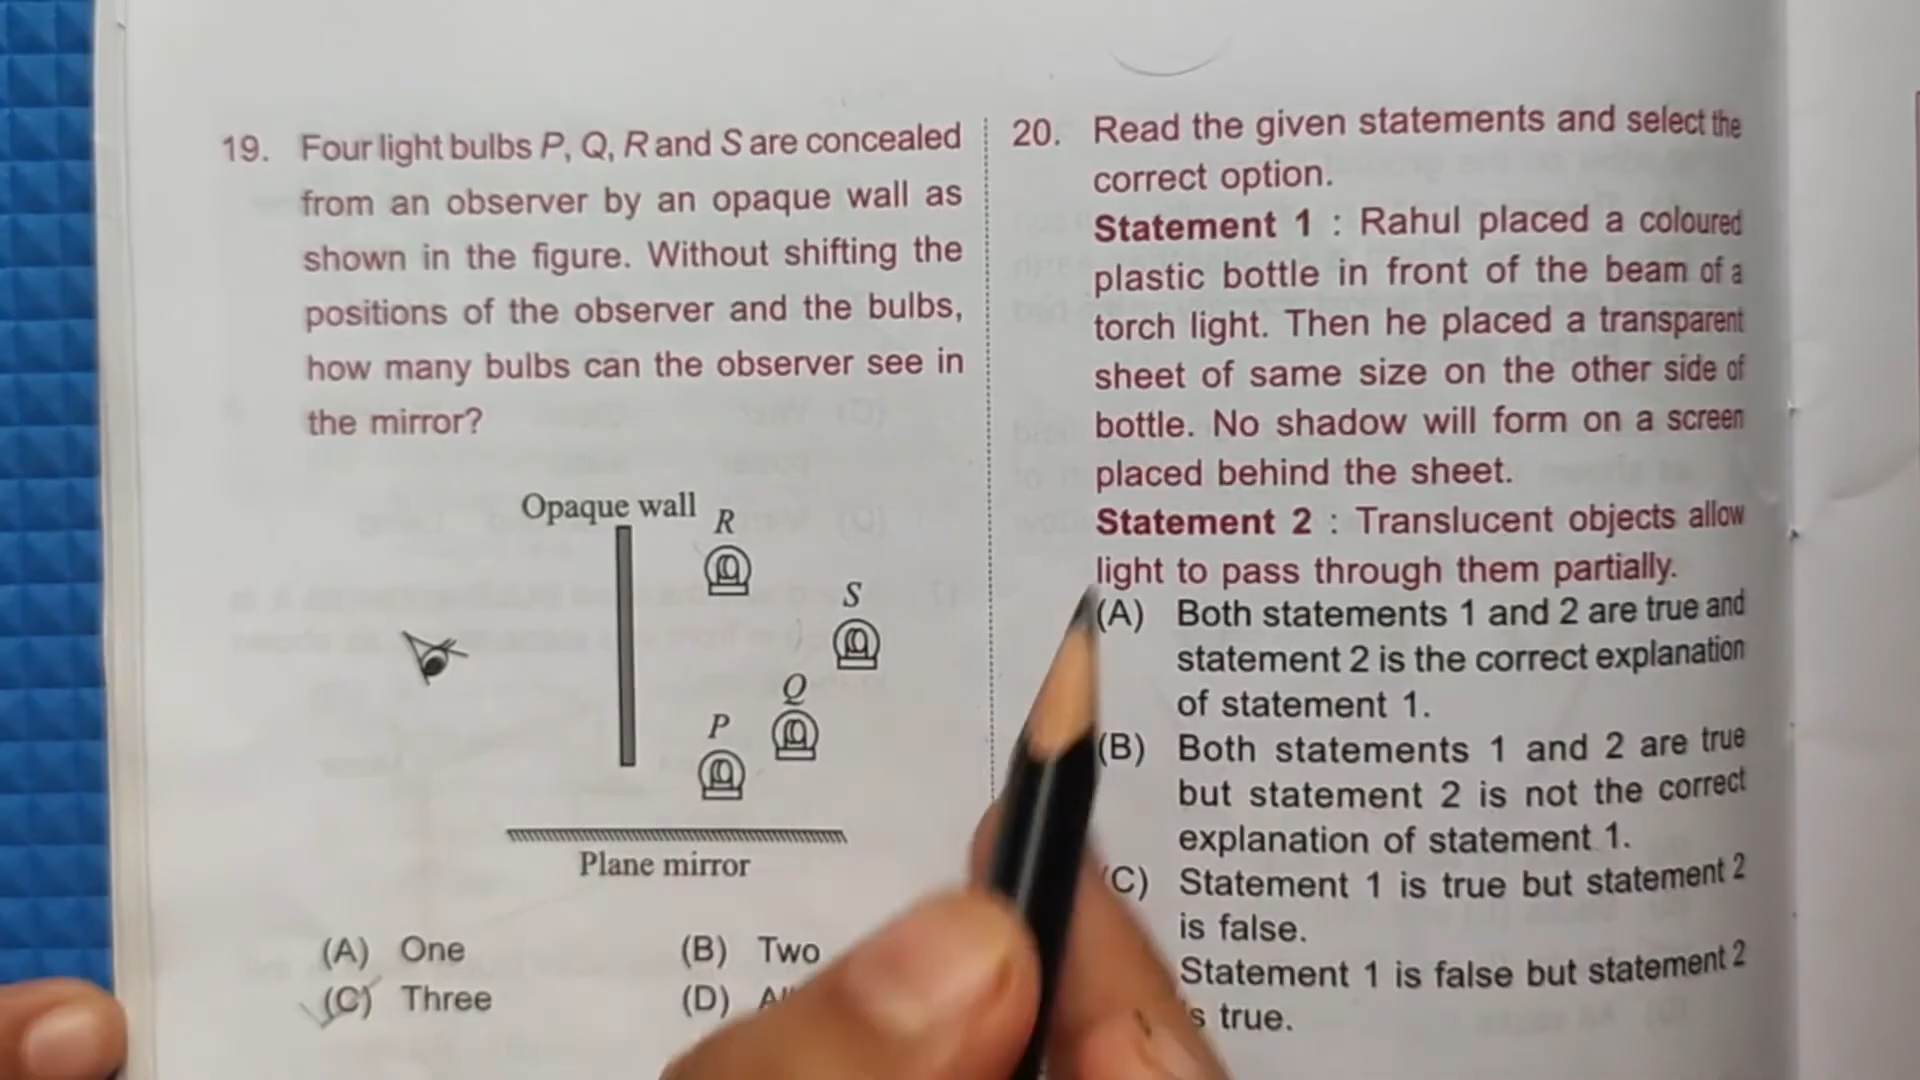 19. Four light bulbs P, Q, R and S are concealed
from an observer by an opaque wall as
shown in the figure. Without shifting the
positions of the observer and the bulbs,
how many bulbs can the observer see in
the mirror?
Opaque wall
R
S
Q
P
Plane mirror
(A) One
(B) Two
(C) Three
(D)
20. Read the given statements and select the
correct option.
Statement 1 : Rahul placed a coloured
plastic bottle in front of the beam of a
torch light. Then he placed a transparent
sheet of same size on the other side of
bottle. No shadow will form on a screen
placed behind the sheet.
Statement 2 : Translucent objects allow
light to pass through them partially.
(A) Both statements 1 and 2 are true and
statement 2 is the correct explanation
of statement 1.
(B) Both statements 1 and 2 are true
but statement 2 is not the correct
explanation of statement 1.
(C) Statement 1 is true but statement 2
is false.
Statement 1 is false but statement 2
true.